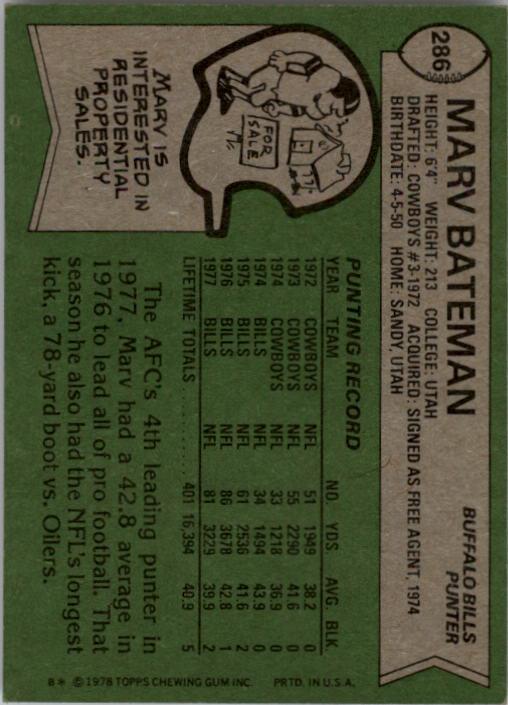 286
MARV BATEMAN
BUFFALO BILLS
PUNTER
HEIGHT: 6'4" WEIGHT: 213 COLLEGE: UTAH
DRAFTED: COWBOYS #3-1972 ACQUIRED: SIGNED AS FREE AGENT, 1974
BIRTHDATE: 4-5-50 HOME: SANDY, UTAH
FOR
SALE
MARV IS
INTERESTED IN
RESIDENTIAL
PROPERTY
SALES.
PUNTING RECORD
YEAR TEAM NO. YDS. AVG. BLK.
1972 COWBOYS NFL 51 1949 38.2 0
1973 COWBOYS NFL 55 2290 41.6 0
1974 COWBOYS NFL 33 1218 36.9 0
1974 BILLS NFL 34 1494 43.9 0
1975 BILLS NFL 61 2536 41.6 2
1976 BILLS NFL 86 3678 42.8 1
1977 BILLS NFL 81 3229 39.9 2
LIFETIME TOTALS .......... 401 16,394 40.9 5
The AFC's 4th leading punter in
1977, Marv had a 42.8 average in
1976 to lead all of pro football. That
season he also had the NFL's longest
kick, a 78-yard boot vs. Oilers.
B* © 1978 TOPPS CHEWING GUM INC. PRTD. IN U.S.A.